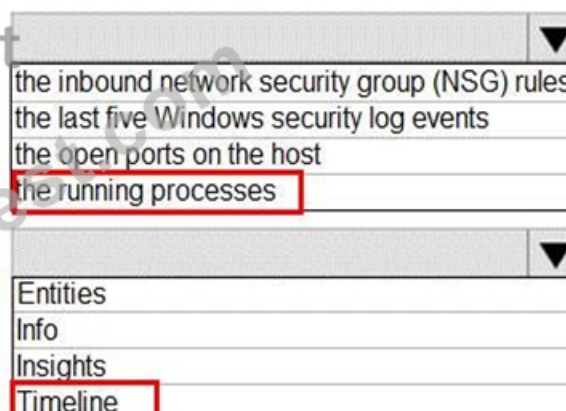 the inbound network security group (NSG) rules
the last five Windows security log events
the open ports on the host
the running processes
Entities
Info
Insights
Timeline